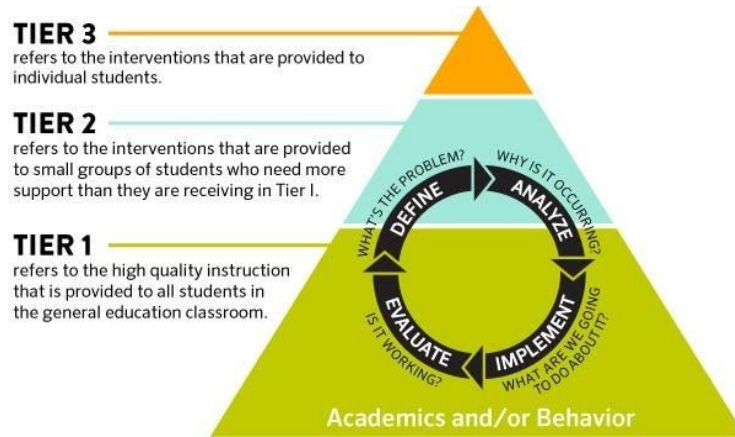 TIER 3
refers to the interventions that are provided to
individual students.
TIER 2
refers to the interventions that are provided
to small groups of students who need more
support than they are receiving in Tier I.
TIER 1
refers to the high quality instruction
that is provided to all students in
the general education classroom.
WHAT'S THE PROBLEM?
DEFINE
WHY IS IT OCCURRING?
ANALYZE
IMPLEMENT
WHAT ARE WE GOING
TO DO ABOUT IT?
EVALUATE
IS IT WORKING?
Academics and/or Behavior